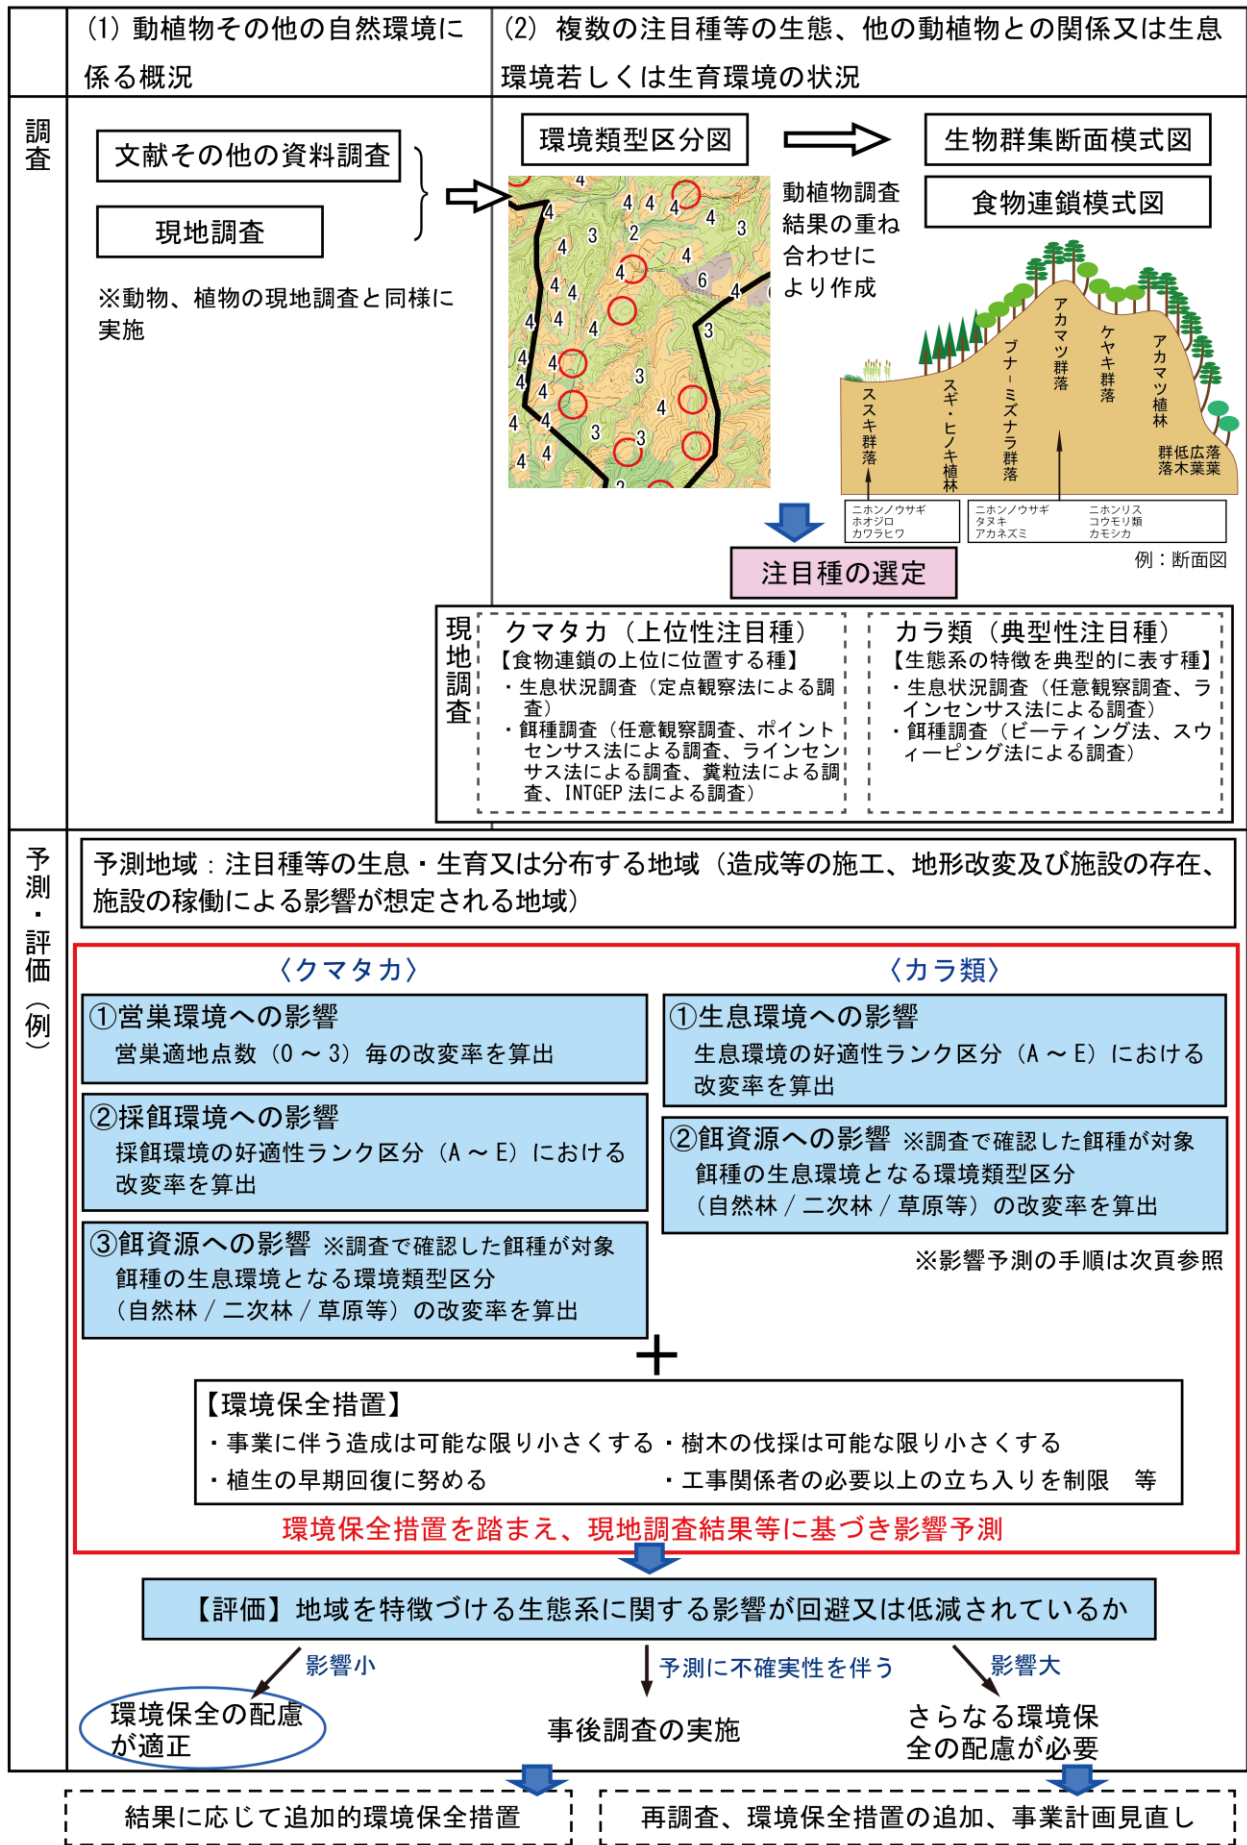 (1) 動植物その他の自然環境に
係る概況
(2) 複数の注目種等の生態、他の動植物との関係又は生息
環境若しくは生育環境の状況
調査
文献その他の資料調査
現地調査
※動物、植物の現地調査と同様に
実施
環境類型区分図
生物群集断面模式図
食物連鎖模式図
動植物調査
結果の重ね
合わせに
より作成
4
4 4 4
4
4
3
2
4
3
4
4
4
6
4
4 4
4
4
4
3
4
4
3
4
4
4
4
4
3
3
4
4
2
ススキ群落
スギ・ヒノキ植林
ブナ－ミズナラ群落
アカマツ群落
ケヤキ群落
アカマツ植林
落葉
広葉
低木
群落
ニホンノウサギ
ホオジロ
カワラヒワ
ニホンノウサギ
タヌキ
アカネズミ
ニホンリス
コウモリ類
カモシカ
例：断面図
注目種の選定
現地調査
クマタカ（上位性注目種）
【食物連鎖の上位に位置する種】
・生息状況調査（定点観察法による調
査）
・餌種調査（任意観察調査、ポイント
センサス法による調査、ラインセン
サス法による調査、糞粒法による調
査、INTGEP 法による調査）
カラ類（典型性注目種）
【生態系の特徴を典型的に表す種】
・生息状況調査（任意観察調査、ラ
インセンサス法による調査）
・餌種調査（ビーティング法、スウ
ィーピング法による調査）
予測・評価（例）
予測地域：注目種等の生息・生育又は分布する地域（造成等の施工、地形改変及び施設の存在、
施設の稼働による影響が想定される地域）
〈クマタカ〉
①営巣環境への影響
営巣適地点数（0 ～ 3）毎の改変率を算出
②採餌環境への影響
採餌環境の好適性ランク区分（A ～ E）における
改変率を算出
③餌資源への影響 ※調査で確認した餌種が対象
餌種の生息環境となる環境類型区分
（自然林 / 二次林 / 草原等）の改変率を算出
〈カラ類〉
①生息環境への影響
生息環境の好適性ランク区分（A ～ E）における
改変率を算出
②餌資源への影響 ※調査で確認した餌種が対象
餌種の生息環境となる環境類型区分
（自然林 / 二次林 / 草原等）の改変率を算出
※影響予測の手順は次頁参照
＋
【環境保全措置】
・事業に伴う造成は可能な限り小さくする ・樹木の伐採は可能な限り小さくする
・植生の早期回復に努める ・工事関係者の必要以上の立ち入りを制限 等
環境保全措置を踏まえ、現地調査結果等に基づき影響予測
【評価】地域を特徴づける生態系に関する影響が回避又は低減されているか
影響小
予測に不確実性を伴う
影響大
環境保全の配慮
が適正
事後調査の実施
さらなる環境保
全の配慮が必要
結果に応じて追加的環境保全措置
再調査、環境保全措置の追加、事業計画見直し